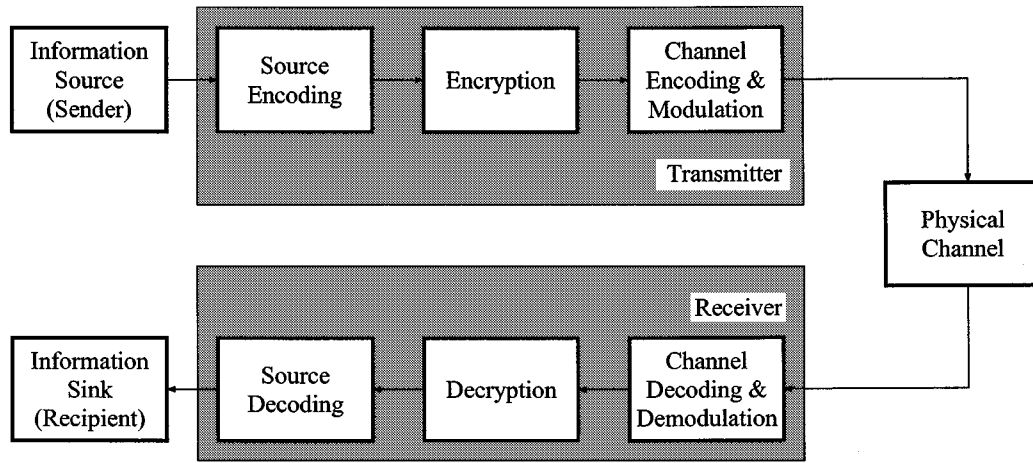 Information
Source
(Sender)
Source
Encoding
Encryption
Channel
Encoding &
Modulation
Transmitter
Physical
Channel
Receiver
Information
Sink
(Recipient)
Source
Decoding
Decryption
Channel
Decoding &
Demodulation